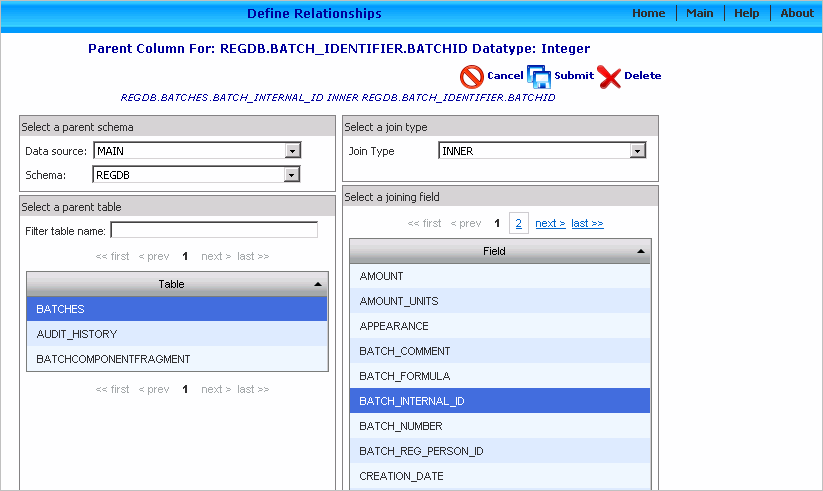 Define Relationships
Home Main Help About
Parent Column For: REGDB.BATCH_IDENTIFIER.BATCHID Datatype: Integer
Cancel Submit Delete
REGDB.BATCHES.BATCH_INTERNAL_ID INNER REGDB.BATCH_IDENTIFIER.BATCHID
Select a parent schema
Data source: MAIN
Schema: REGDB
Select a parent table
Filter table name:
<< first < prev 1 next > last >>
Table
BATCHES
AUDIT_HISTORY
BATCHCOMPONENTFRAGMENT
<< first < prev 1 next > last >>
Select a join type
Join Type INNER
Select a joining field
<< first < prev 1 2 next > last >>
Field
AMOUNT
AMOUNT_UNITS
APPEARANCE
BATCH_COMMENT
BATCH_FORMULA
BATCH_INTERNAL_ID
BATCH_NUMBER
BATCH_REG_PERSON_ID
CREATION_DATE